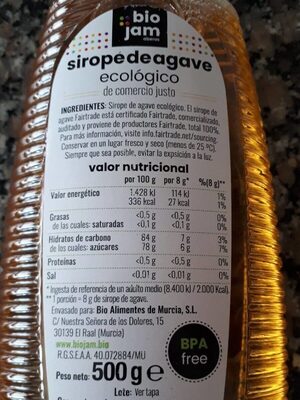 bio
jam
siropedeagave
ecológico
de comercio justo
INGREDIENTES: Sirope de agave ecológico. El sirope de
agave Fairtrade está certificado Fairtrade, comercializado,
auditado y proviene de productores Fairtrade, total 100%.
Para más información, visite info.fairtrade.net/sourcing.
Conservar en un lugar fresco y seco (menos de 25 ºC).
Siempre que sea posible, evitar la exposición a la luz.
valor nutricional
por 100 g por 8 g* %(8 g)**
Valor energético 1.428 kJ 114 kJ 1%
336 kcal 27 kcal 1%
Grasas <0,5 g <0,5 g 0%
de las cuales: saturadas <0,1 g <0,1 g 0%
Hidratos de carbono 84 g 7 g 3%
de los cuales: azúcares 78 g 6 g 7%
Proteínas <0,5 g <0,5 g 0%
Sal <0,01 g <0,01 g 0%
* Ingesta de referencia de un adulto medio (8.400 kJ / 2.000 Kcal).
** 1 porción = 8 g de sirope de agave.
Envasado para: Bio Alimentes de Murcia, S.L.
C/ Nuestra Señora de los Dolores, 15
30139 El Raal (Murcia)
www.biojam.bio
R.G.S.E.A.A. 40.072884/MU
Peso neto: 500 g e
Lote: Ver tapa
BPA
free